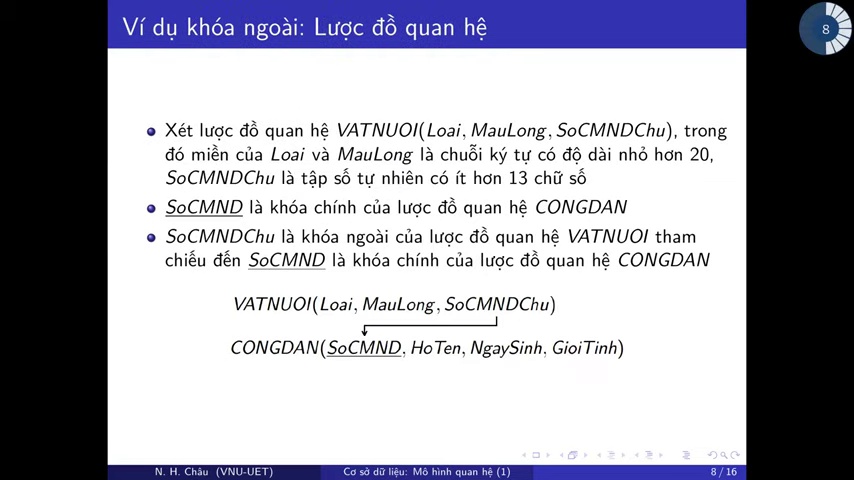 Ví dụ khóa ngoài: Lược đồ quan hệ
8
Xét lược đồ quan hệ VATNUOI(Loai, MauLong, SoCMNDChu), trong
đó miền của Loai và MauLong là chuỗi ký tự có độ dài nhỏ hơn 20,
SoCMNDChu là tập số tự nhiên có ít hơn 13 chữ số
SoCMND là khóa chính của lược đồ quan hệ CONGDAN
SoCMNDChu là khóa ngoài của lược đồ quan hệ VATNUOI tham
chiếu đến SoCMND là khóa chính của lược đồ quan hệ CONGDAN
VATNUOI(Loai, MauLong, SoCMNDChu)
CONGDAN(SoCMND, HoTen, NgaySinh, GioiTinh)
N. H. Châu (VNU-UET)
Cơ sở dữ liệu: Mô hình quan hệ (1)
8 / 16